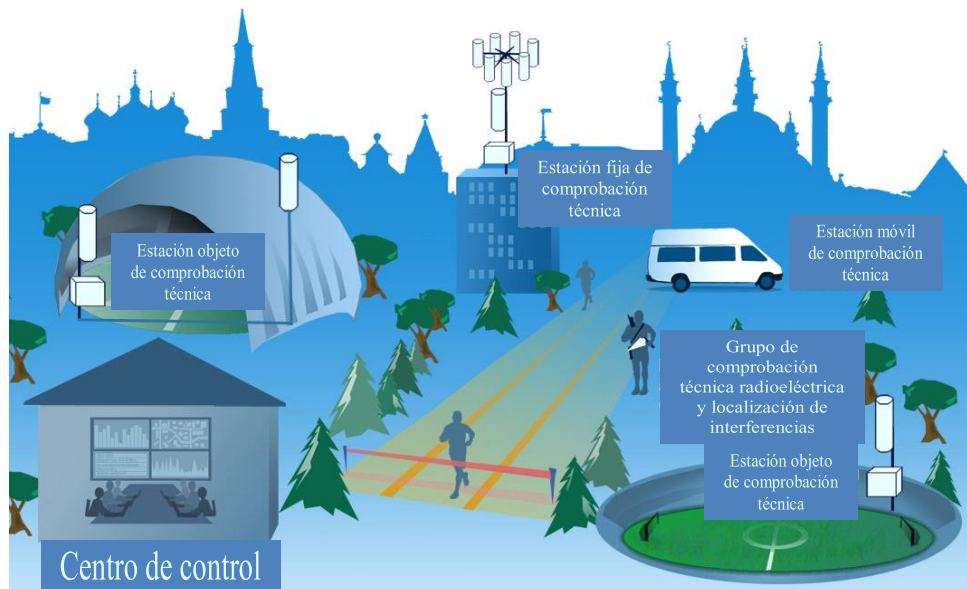 Estación fija de
comprobación
técnica
Estación objeto
de comprobación
técnica
Estación móvil
de comprobación
técnica
Grupo de
comprobación
técnica radioeléctrica
y localización de
interferencias
Estación objeto
de comprobación
técnica
Centro de control